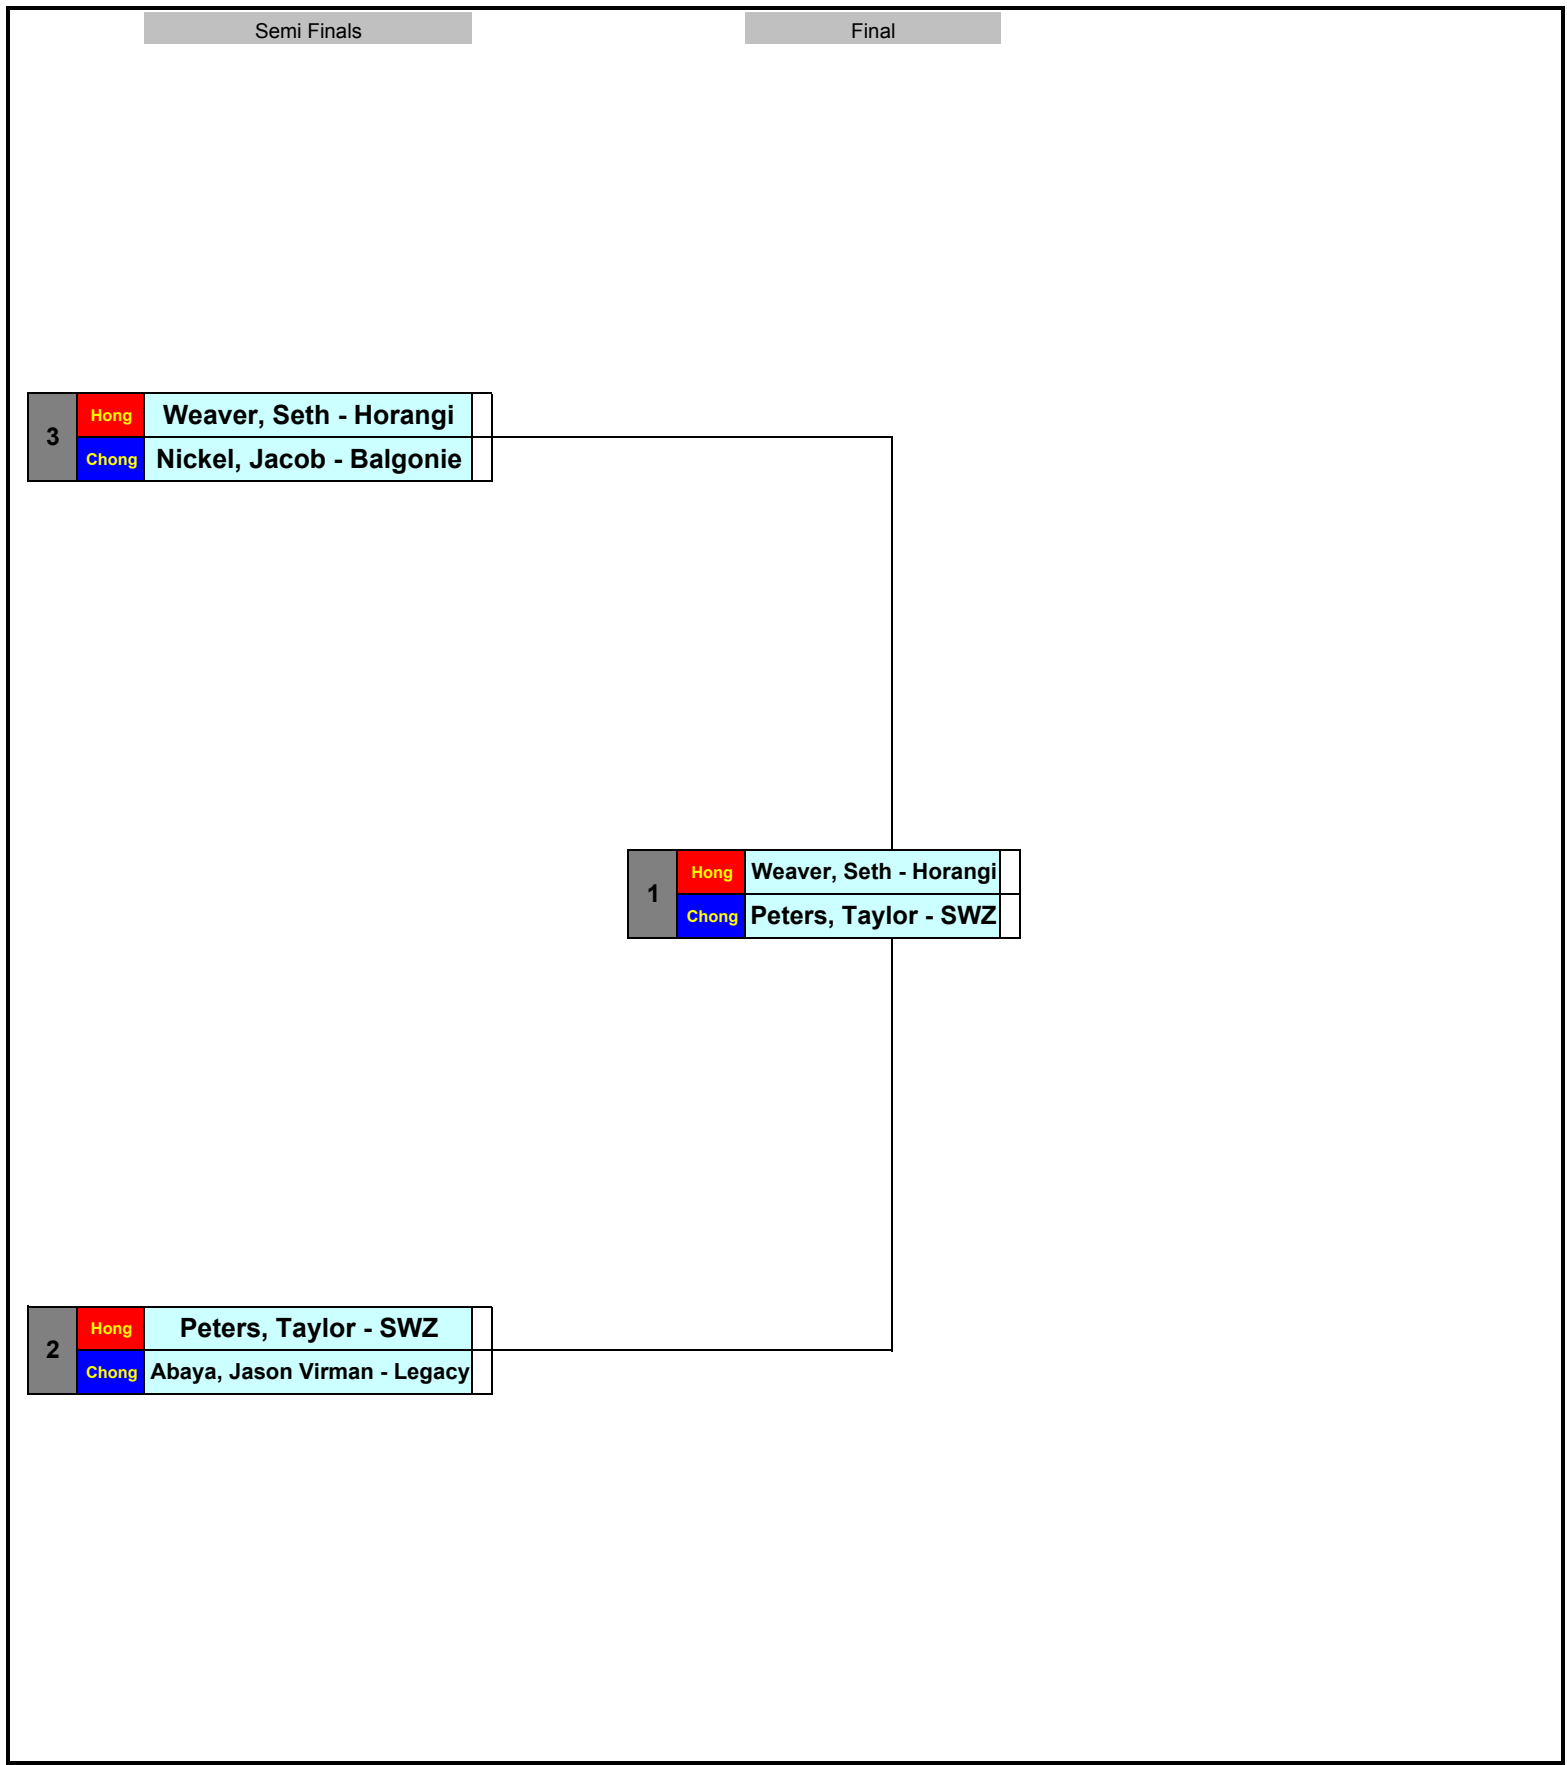 Semi Finals
Final
3
Hong
Weaver, Seth - Horangi
Chong
Nickel, Jacob - Balgonie
1
Hong
Weaver, Seth - Horangi
Chong
Peters, Taylor - SWZ
2
Hong
Peters, Taylor - SWZ
Chong
Abaya, Jason Virman - Legacy